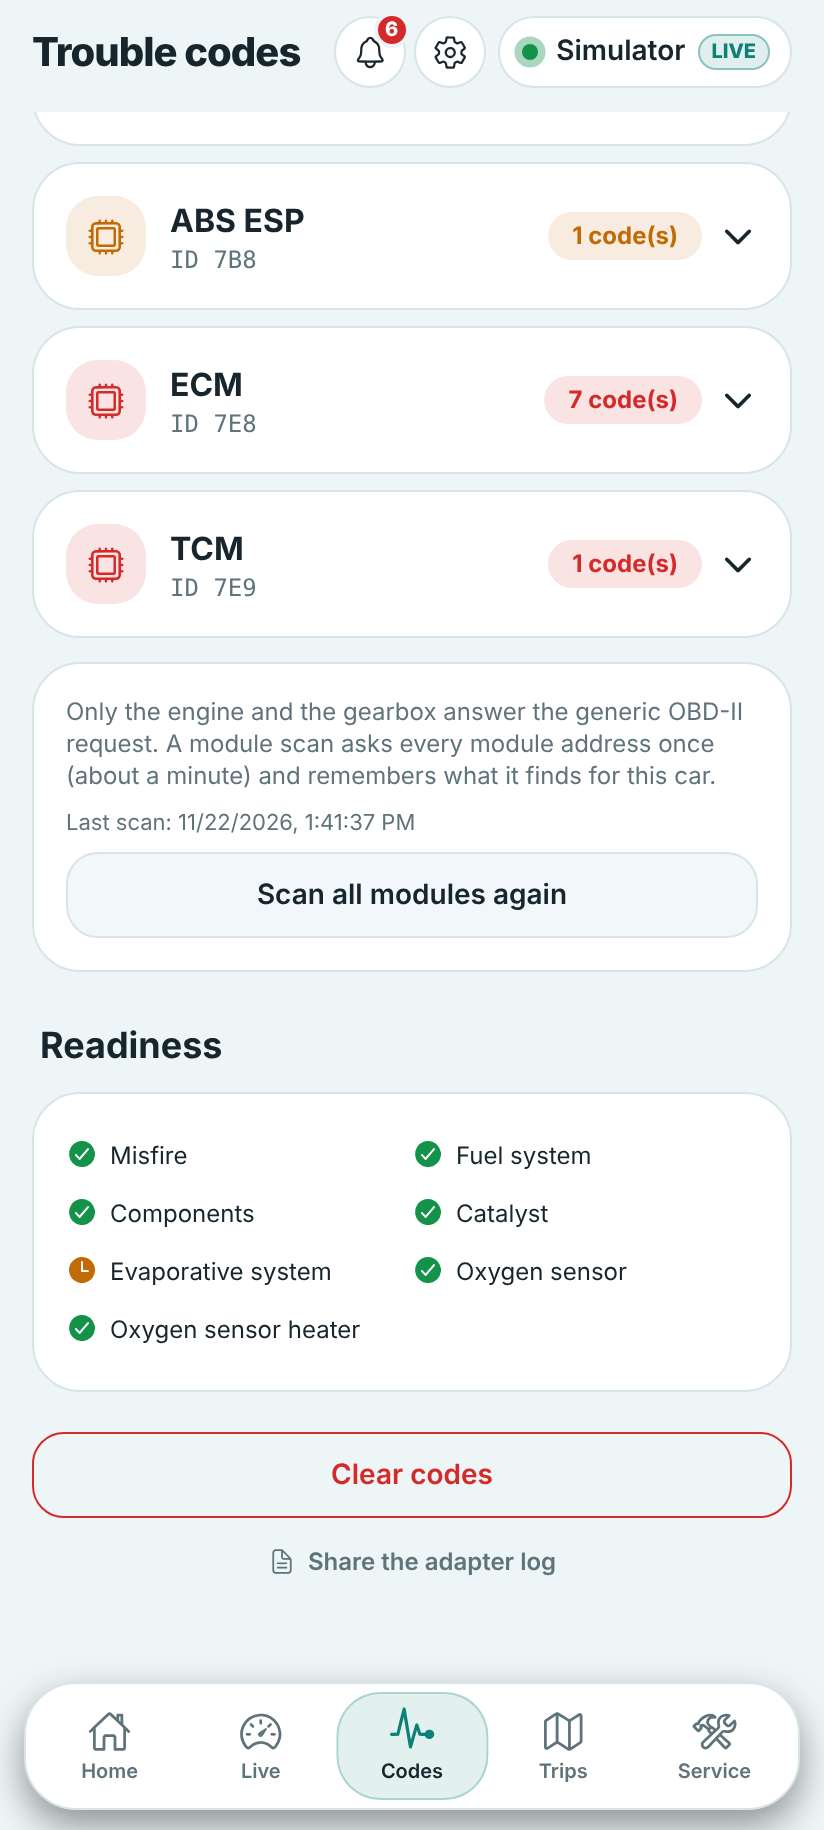 Trouble codes
6
Simulator
LIVE
ABS ESP
ID 7B8
1 code(s)
ECM
ID 7E8
7 code(s)
TCM
ID 7E9
1 code(s)
Only the engine and the gearbox answer the generic OBD-II
request. A module scan asks every module address once
(about a minute) and remembers what it finds for this car.
Last scan: 11/22/2026, 1:41:37 PM
Scan all modules again
Readiness
Misfire
Fuel system
Components
Catalyst
Evaporative system
Oxygen sensor
Oxygen sensor heater
Clear codes
Share the adapter log
Home
Live
Codes
Trips
Service